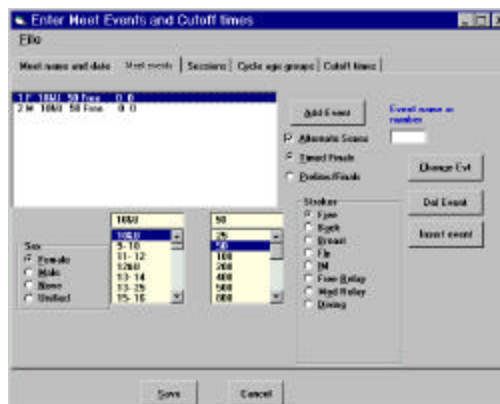 Enter Meet Events and Cutoff times
File
Meet name and date
Meet events
Sessions
Cycle age groups
Cutoff times
1 F 10&U 50 Free 0 0
2 M 10&U 50 Free 0 0
Add Event
Event name or
number
Alternate Sexes
Timed Finals
Prelims/Finals
Change Evt
Del Event
Insert event
10&U
10&U
9-10
11-12
12&U
13-14
13-25
15-16
50
25
50
100
200
400
500
800
Sex
Female
Male
None
Unified
Strokes
Free
Back
Breast
Fly
IM
Free Relay
Med Relay
Diving
Save
Cancel